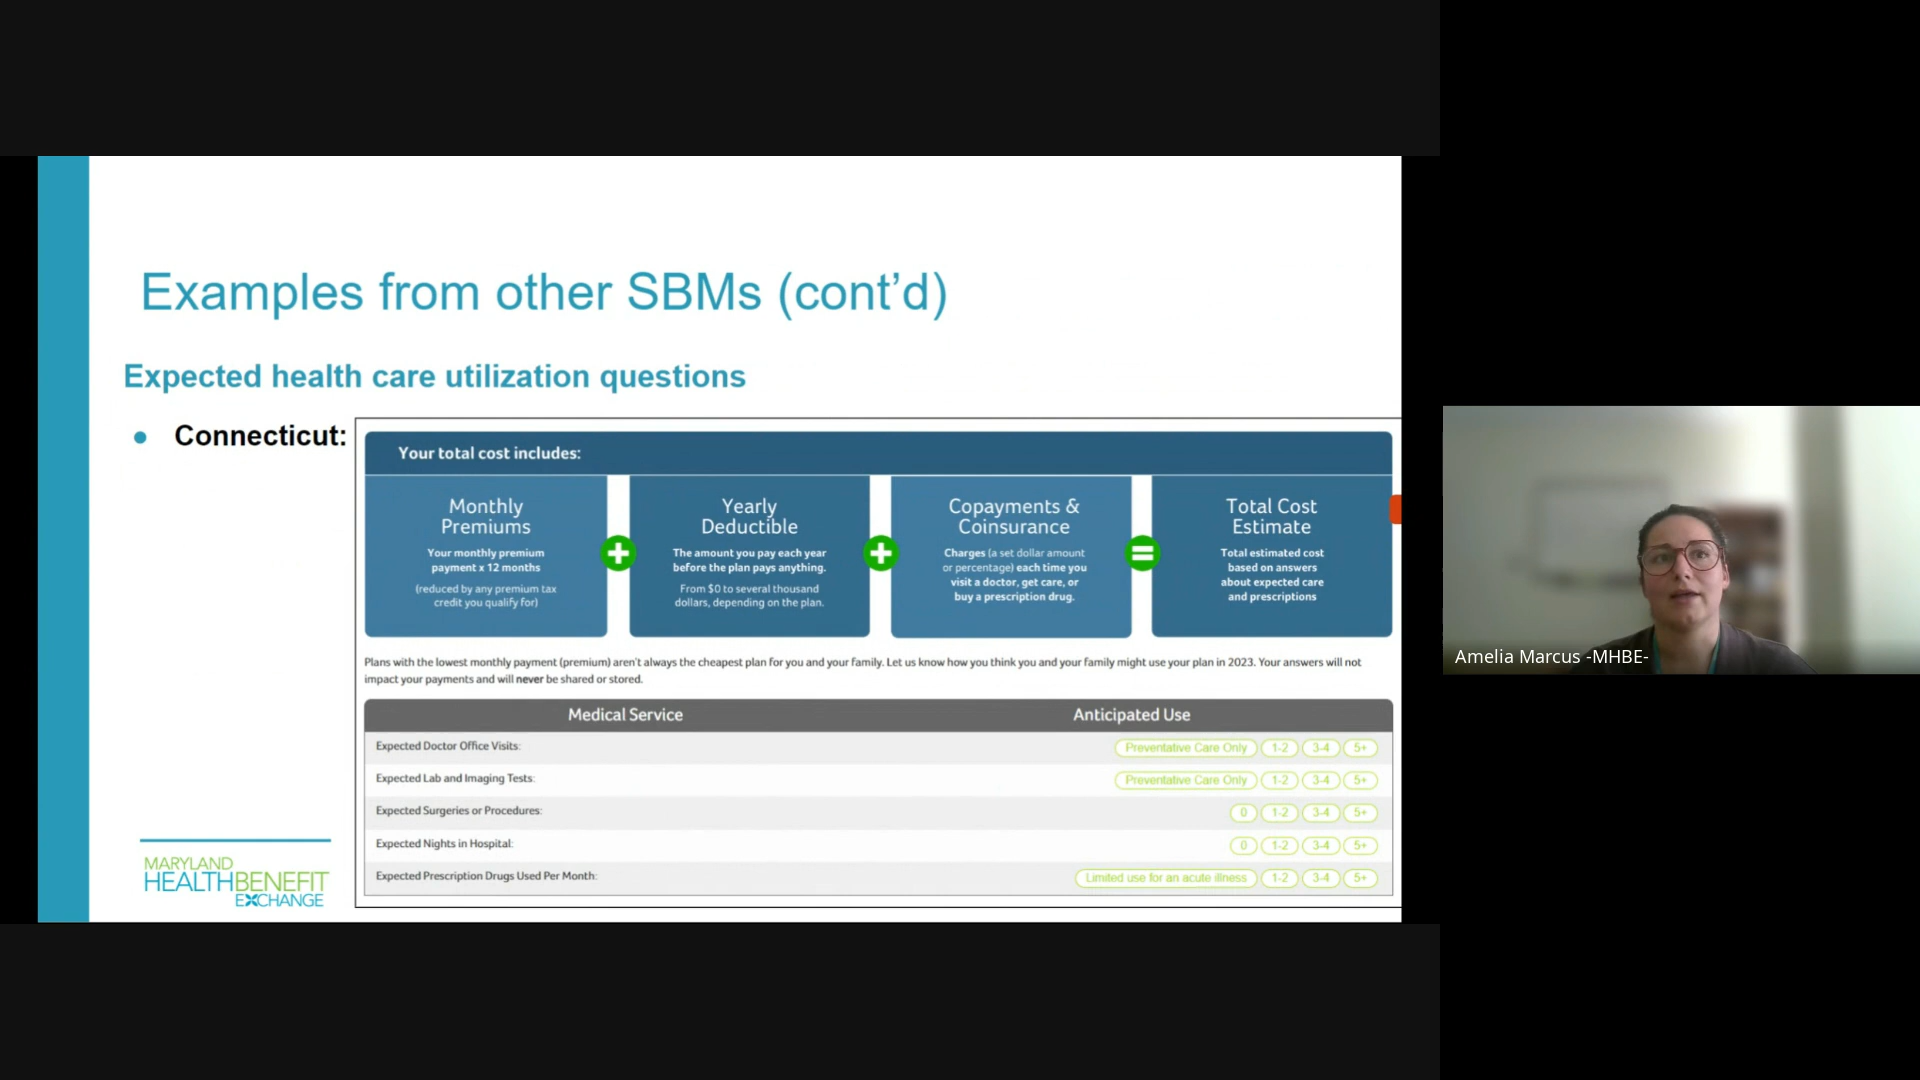 Examples from other SBMs (cont’d)
Expected health care utilization questions
Connecticut:
Your total cost includes:
Monthly
Premiums
Your monthly premium
payment x 12 months
(reduced by any premium tax
credit you qualify for)
Yearly
Deductible
The amount you pay each year
before the plan pays anything.
From $0 to several thousand
dollars, depending on the plan.
Copayments &
Coinsurance
Charges (a set dollar amount
or percentage) each time you
visit a doctor, get care, or
buy a prescription drug.
Total Cost
Estimate
Total estimated cost
based on answers
about expected care
and prescriptions
Plans with the lowest monthly payment (premium) aren't always the cheapest plan for you and your family. Let us know how you think you and your family might use your plan in 2023. Your answers will not
impact your payments and will never be shared or stored.
Medical Service Anticipated Use
Expected Doctor Office Visits: Preventative Care Only 1-2 3-4 5+
Expected Lab and Imaging Tests: Preventative Care Only 1-2 3-4 5+
Expected Surgeries or Procedures: 0 1-2 3-4 5+
Expected Nights in Hospital: 0 1-2 3-4 5+
Expected Prescription Drugs Used Per Month: Limited use for an acute illness 1-2 3-4 5+
MARYLAND
HEALTHBENEFIT
EXCHANGE
Amelia Marcus -MHBE-